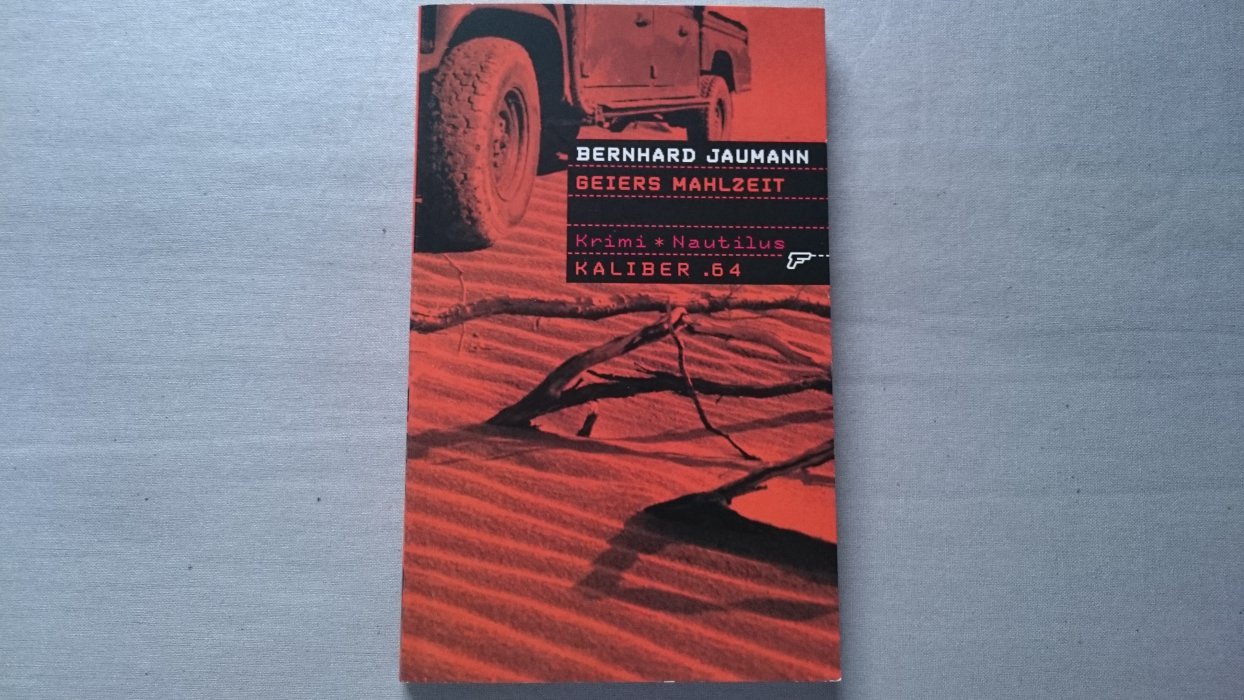 BERNHARD JAUMANN
GEIERS MAHLZEIT
Krimi * Nautilus
KALIBER .64